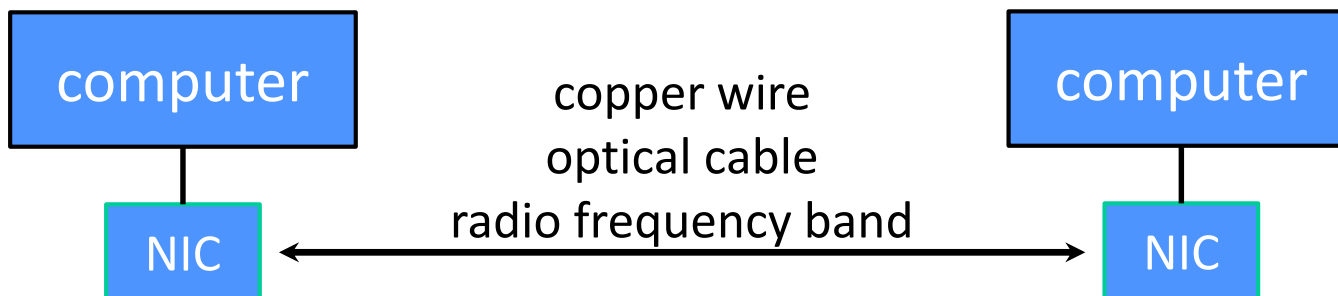 computer
computer
copper wire
optical cable
radio frequency band
NIC
NIC